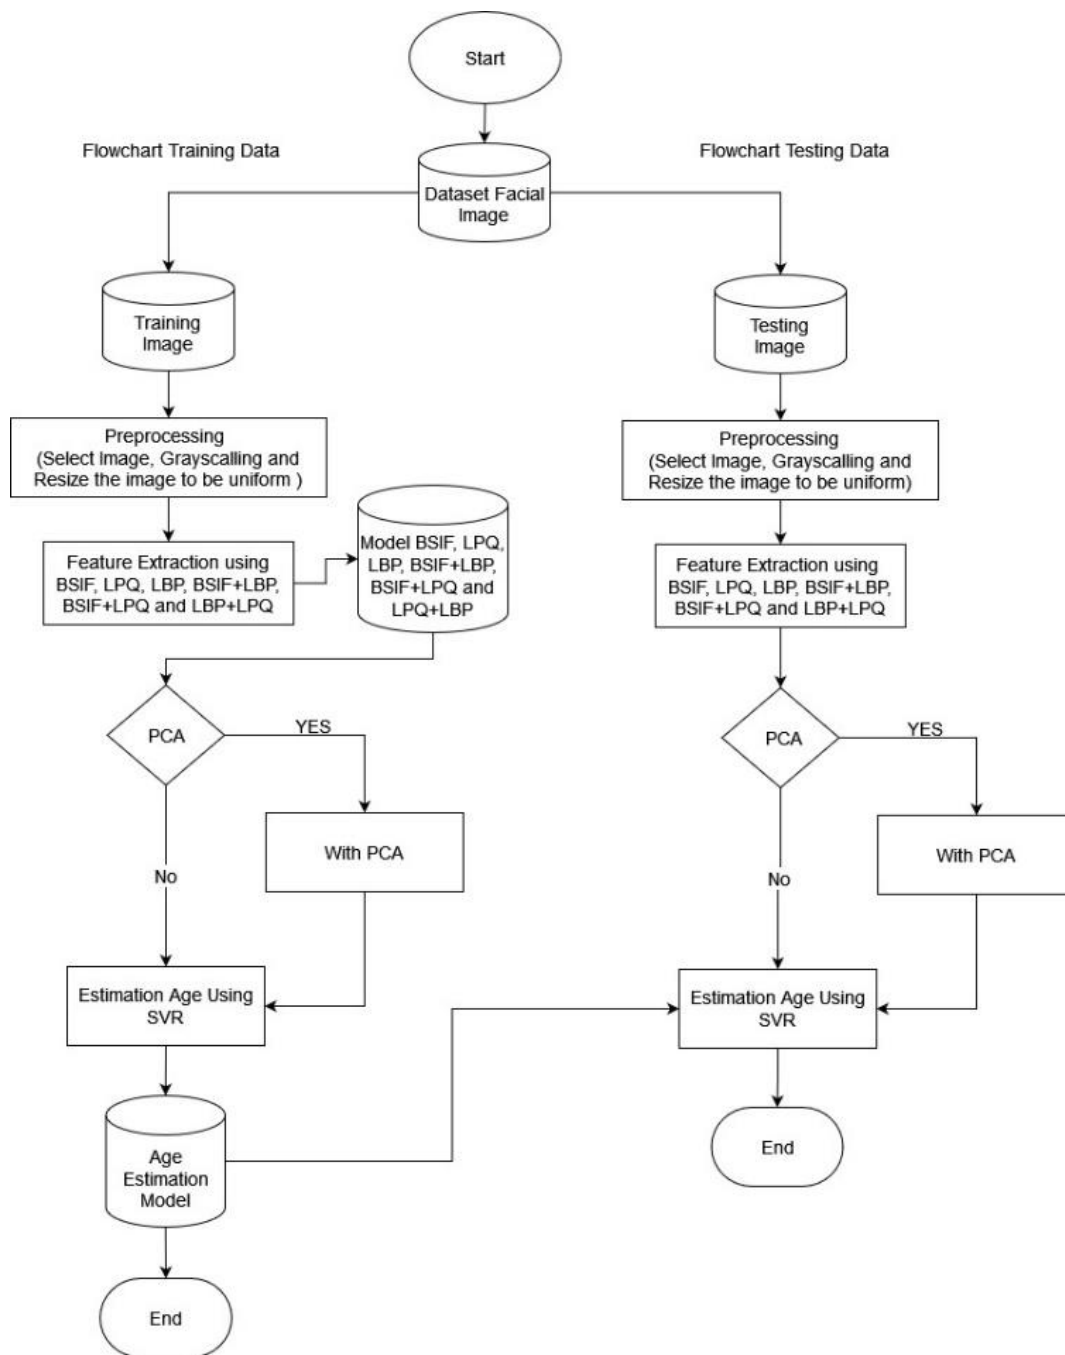 Start
Flowchart Training Data
Flowchart Testing Data
Dataset Facial
Image
Training
Image
Testing
Image
Preprocessing
(Select Image, Grayscalling and
Resize the image to be uniform )
Preprocessing
(Select Image, Grayscalling and
Resize the image to be uniform)
Feature Extraction using
BSIF, LPQ, LBP, BSIF+LBP,
BSIF+LPQ and LBP+LPQ
Model BSIF, LPQ,
LBP, BSIF+LBP,
BSIF+LPQ and
LPQ+LBP
Feature Extraction using
BSIF, LPQ, LBP, BSIF+LBP,
BSIF+LPQ and LBP+LPQ
PCA
YES
PCA
YES
With PCA
With PCA
No
No
Estimation Age Using
SVR
Estimation Age Using
SVR
Age
Estimation
Model
End
End